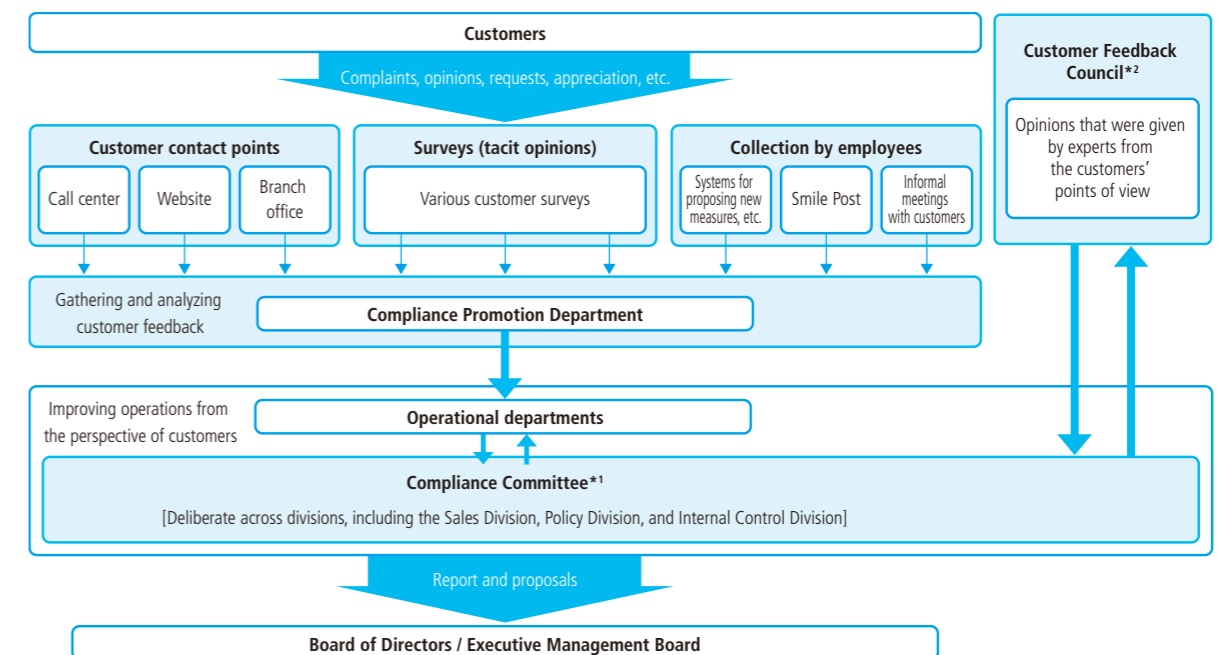 Customers
Complaints, opinions, requests, appreciation, etc.
Customer Feedback
Council*2
Opinions that were given
by experts from
the customers'
points of view
Customer contact points
Call center
Website
Branch
office
Surveys (tacit opinions)
Various customer surveys
Collection by employees
Systems for
proposing new
measures, etc.
Smile Post
Informal
meetings
with customers
Gathering and analyzing
customer feedback
Compliance Promotion Department
Improving operations from
the perspective of customers
Operational departments
Compliance Committee*1
[Deliberate across divisions, including the Sales Division, Policy Division, and Internal Control Division]
Report and proposals
Board of Directors / Executive Management Board